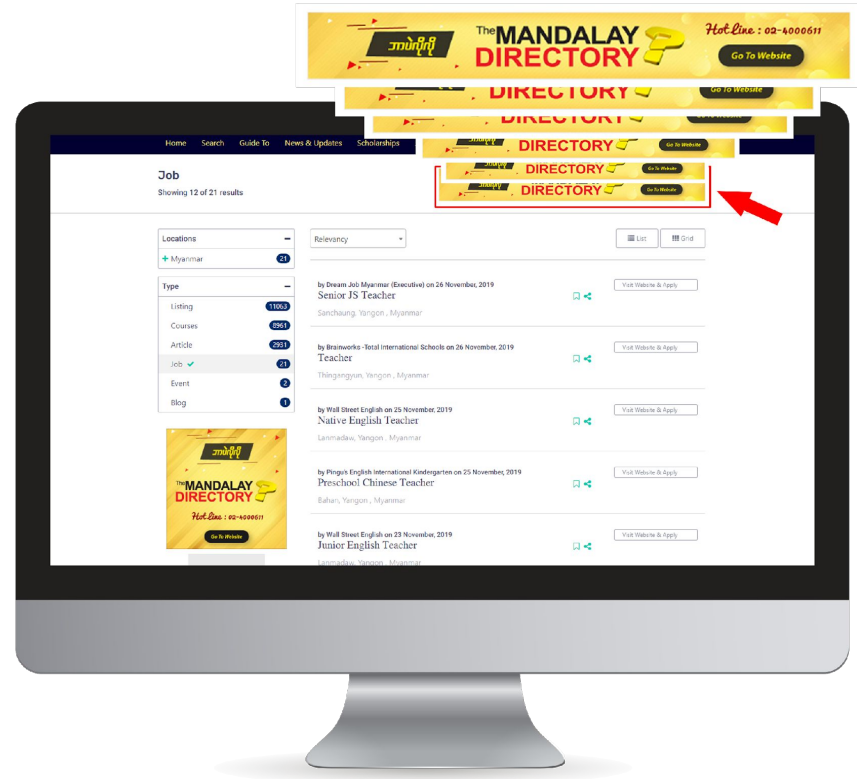 ဘာပဲလိုလို
The MANDALAY
DIRECTORY
Hot Line : 02-4000611
Go To Website
DIRECTORY
Go To Website
DIRECTORY
Home Search Guide To News & Updates Scholarships
DIRECTORY
Go To Website
DIRECTORY
Go To Website
DIRECTORY
Go To Website
Job
Showing 12 of 21 results
Locations −
+ Myanmar 21
Type −
Listing 11063
Courses 8961
Article 2931
Job 21
Event 2
Blog 1
ဘာပဲလိုလို
The MANDALAY
DIRECTORY
Hot Line : 02-4000611
Go To Website
Relevancy
List
Grid
by Dream Job Myanmar (Executive) on 26 November, 2019
Senior JS Teacher
Sanchaung, Yangon , Myanmar
Visit Website & Apply
by Brainworks -Total International Schools on 26 November, 2019
Teacher
Thingangyun, Yangon , Myanmar
Visit Website & Apply
by Wall Street English on 25 November, 2019
Native English Teacher
Lanmadaw, Yangon , Myanmar
Visit Website & Apply
by Pingu's English International Kindergarten on 25 November, 2019
Preschool Chinese Teacher
Bahan, Yangon , Myanmar
Visit Website & Apply
by Wall Street English on 23 November, 2019
Junior English Teacher
Lanmadaw, Yangon , Myanmar
Visit Website & Apply